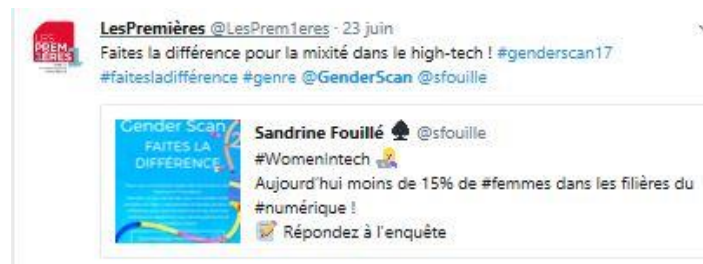 LES
PREM
IÈRES
LesPremières @LesPrem1eres · 23 juin
Faites la différence pour la mixité dans le high-tech ! #genderscan17
#faitesladifférence #genre @GenderScan @sfouille
Gender Scan
FAITES LA
DIFFÉRENCE
Sandrine Fouillé ♠ @sfouille
#WomenIntech
Aujourd'hui moins de 15% de #femmes dans les filières du
#numérique !
📝 Répondez à l'enquête